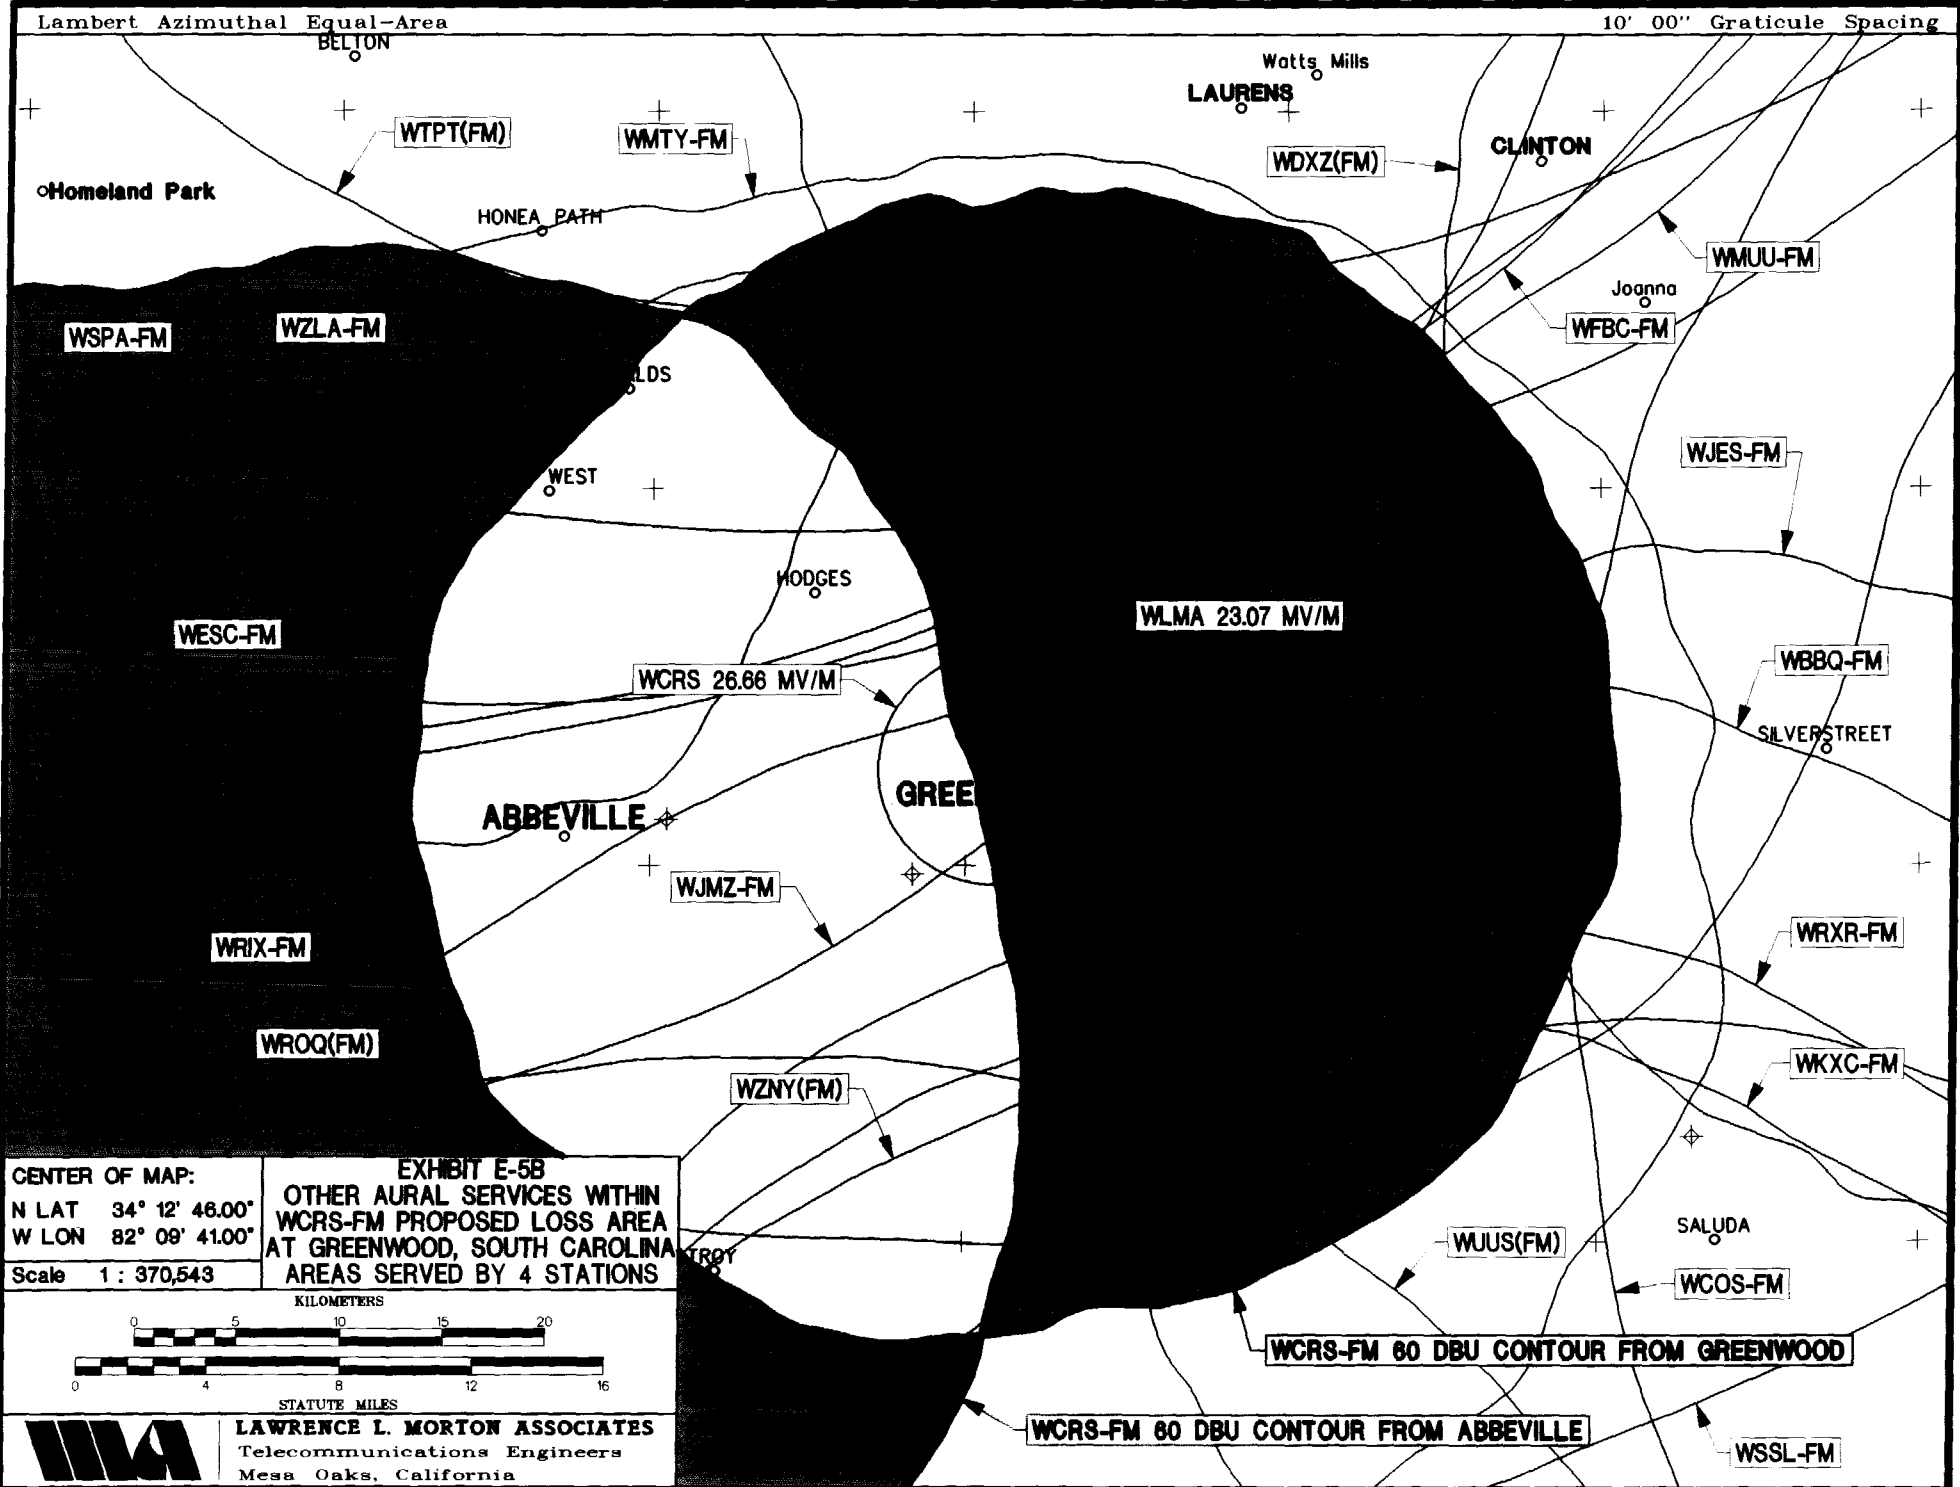 Lambert Azimuthal Equal-Area
10' 00'' Graticule Spacing
BELTON
Watts Mills
LAURENS
WTPT(FM)
WMTY-FM
WDXZ(FM)
CLINTON
Homeland Park
HONEA PATH
WMUU-FM
Joanna
WSPA-FM
WZLA-FM
WFBC-FM
LDS
WJES-FM
WEST
HODGES
WLMA 23.07 MV/M
WESC-FM
WCRS 26.66 MV/M
WBBQ-FM
SILVERSTREET
GREE
ABBEVILLE
WJMZ-FM
WRIX-FM
WRXR-FM
WROQ(FM)
WZNY(FM)
WKXC-FM
SALUDA
WUUS(FM)
TROY
WCOS-FM
WCRS-FM 60 DBU CONTOUR FROM GREENWOOD
WCRS-FM 60 DBU CONTOUR FROM ABBEVILLE
WSSL-FM
CENTER OF MAP:
N LAT 34° 12' 46.00"
W LON 82° 09' 41.00"
Scale 1 : 370,543
EXHIBIT E-5B
OTHER AURAL SERVICES WITHIN
WCRS-FM PROPOSED LOSS AREA
AT GREENWOOD, SOUTH CAROLINA
AREAS SERVED BY 4 STATIONS
KILOMETERS
0 5 10 15 20
0 4 8 12 16
STATUTE MILES
LAWRENCE L. MORTON ASSOCIATES
Telecommunications Engineers
Mesa Oaks, California